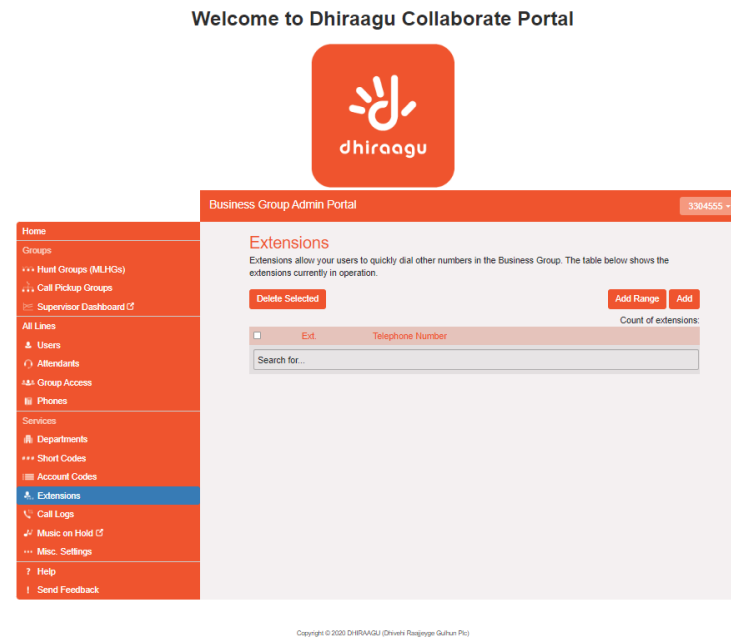 Welcome to Dhiraagu Collaborate Portal
dhiraagu
Business Group Admin Portal
3304555
Home
Groups
Hunt Groups (MLHGs)
Call Pickup Groups
Supervisor Dashboard
All Lines
Users
Attendants
Group Access
Phones
Services
Departments
Short Codes
Account Codes
Extensions
Call Logs
Music on Hold
Misc. Settings
? Help
! Send Feedback
Extensions
Extensions allow your users to quickly dial other numbers in the Business Group. The table below shows the
extensions currently in operation.
Delete Selected
Add Range
Add
Count of extensions:
Ext.
Telephone Number
Search for...
Copyright © 2020 DHIRAAGU (Dhivehi Raajjeyge Gulhun Plc)